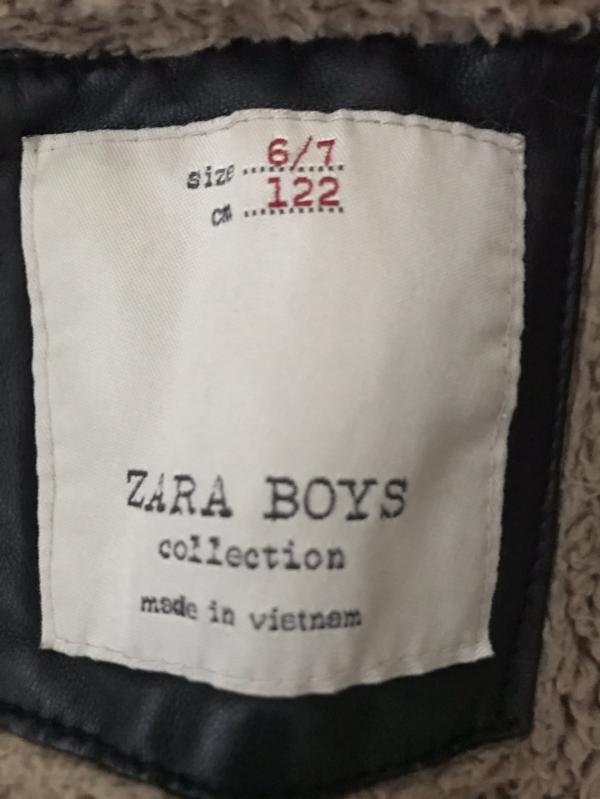 size 6/7
cm 122
ZARA BOYS
collection
made in vietnam